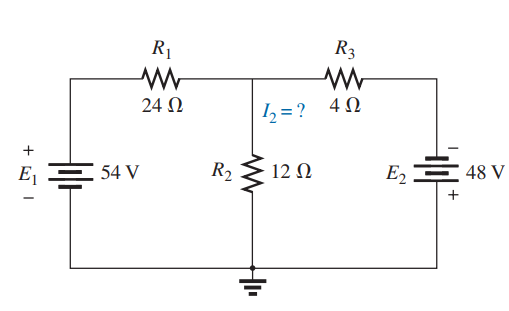 R₁ R₃
24 Ω I₂ = ? 4 Ω
+ −
E₁ 54 V R₂ 12 Ω E₂ 48 V
− +